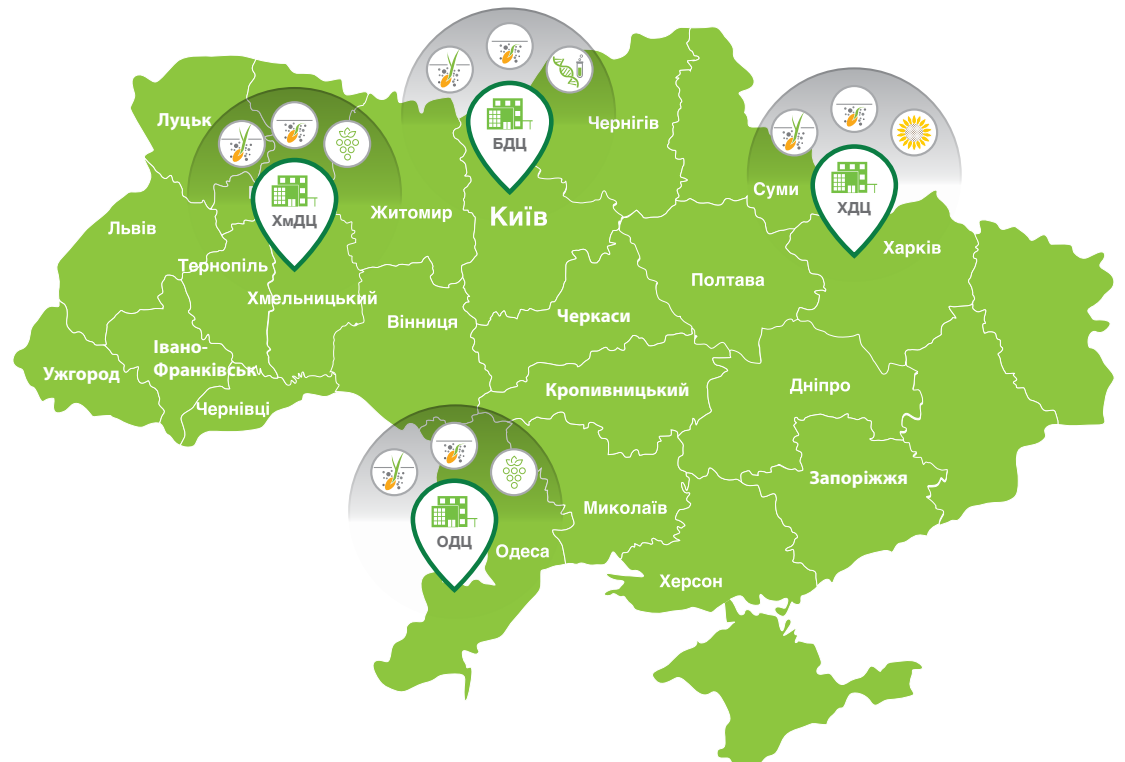 Луцьк
БДЦ
Чернігів
ХмДЦ
Житомир
Київ
Суми
ХДЦ
Львів
Харків
Тернопіль
Полтава
Хмельницький
Вінниця
Черкаси
Івано-
Франківськ
Ужгород
Кропивницький
Дніпро
Чернівці
Запоріжжя
Миколаїв
ОДЦ
Одеса
Херсон